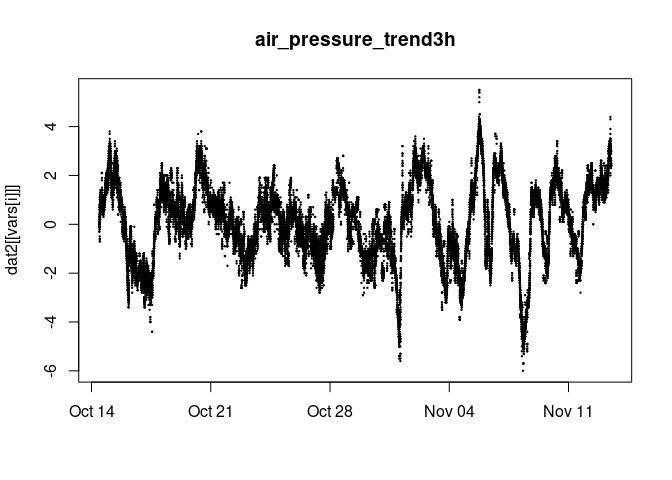 air_pressure_trend3h
dat2[[vars[i]]]
4
2
0
-2
-4
-6
Oct 14 Oct 21 Oct 28 Nov 04 Nov 11